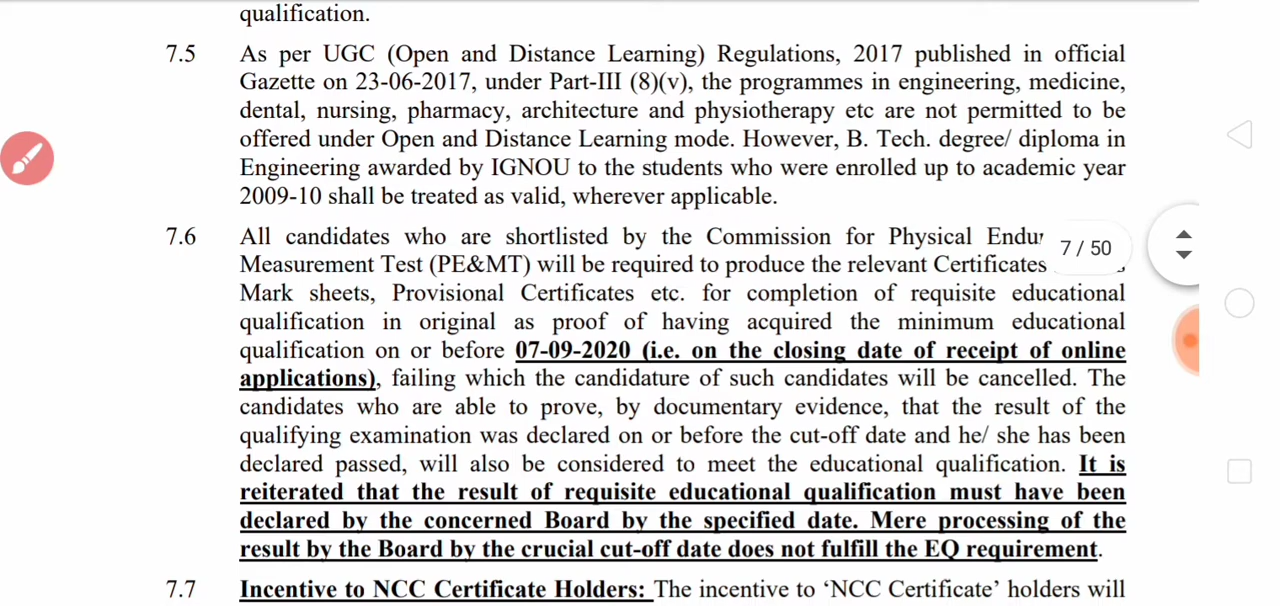 qualification.
7.5 As per UGC (Open and Distance Learning) Regulations, 2017 published in official
Gazette on 23-06-2017, under Part-III (8)(v), the programmes in engineering, medicine,
dental, nursing, pharmacy, architecture and physiotherapy etc are not permitted to be
offered under Open and Distance Learning mode. However, B. Tech. degree/ diploma in
Engineering awarded by IGNOU to the students who were enrolled up to academic year
2009-10 shall be treated as valid, wherever applicable.
7.6 All candidates who are shortlisted by the Commission for Physical
7 / 50
Measurement Test (PE&MT) will be required to produce the relevant Certificates
Mark sheets, Provisional Certificates etc. for completion of requisite educational
qualification in original as proof of having acquired the minimum educational
qualification on or before 07-09-2020 (i.e. on the closing date of receipt of online
applications), failing which the candidature of such candidates will be cancelled. The
candidates who are able to prove, by documentary evidence, that the result of the
qualifying examination was declared on or before the cut-off date and he/ she has been
declared passed, will also be considered to meet the educational qualification. It is
reiterated that the result of requisite educational qualification must have been
declared by the concerned Board by the specified date. Mere processing of the
result by the Board by the crucial cut-off date does not fulfill the EQ requirement.
7.7 Incentive to NCC Certificate Holders: The incentive to ‘NCC Certificate’ holders will